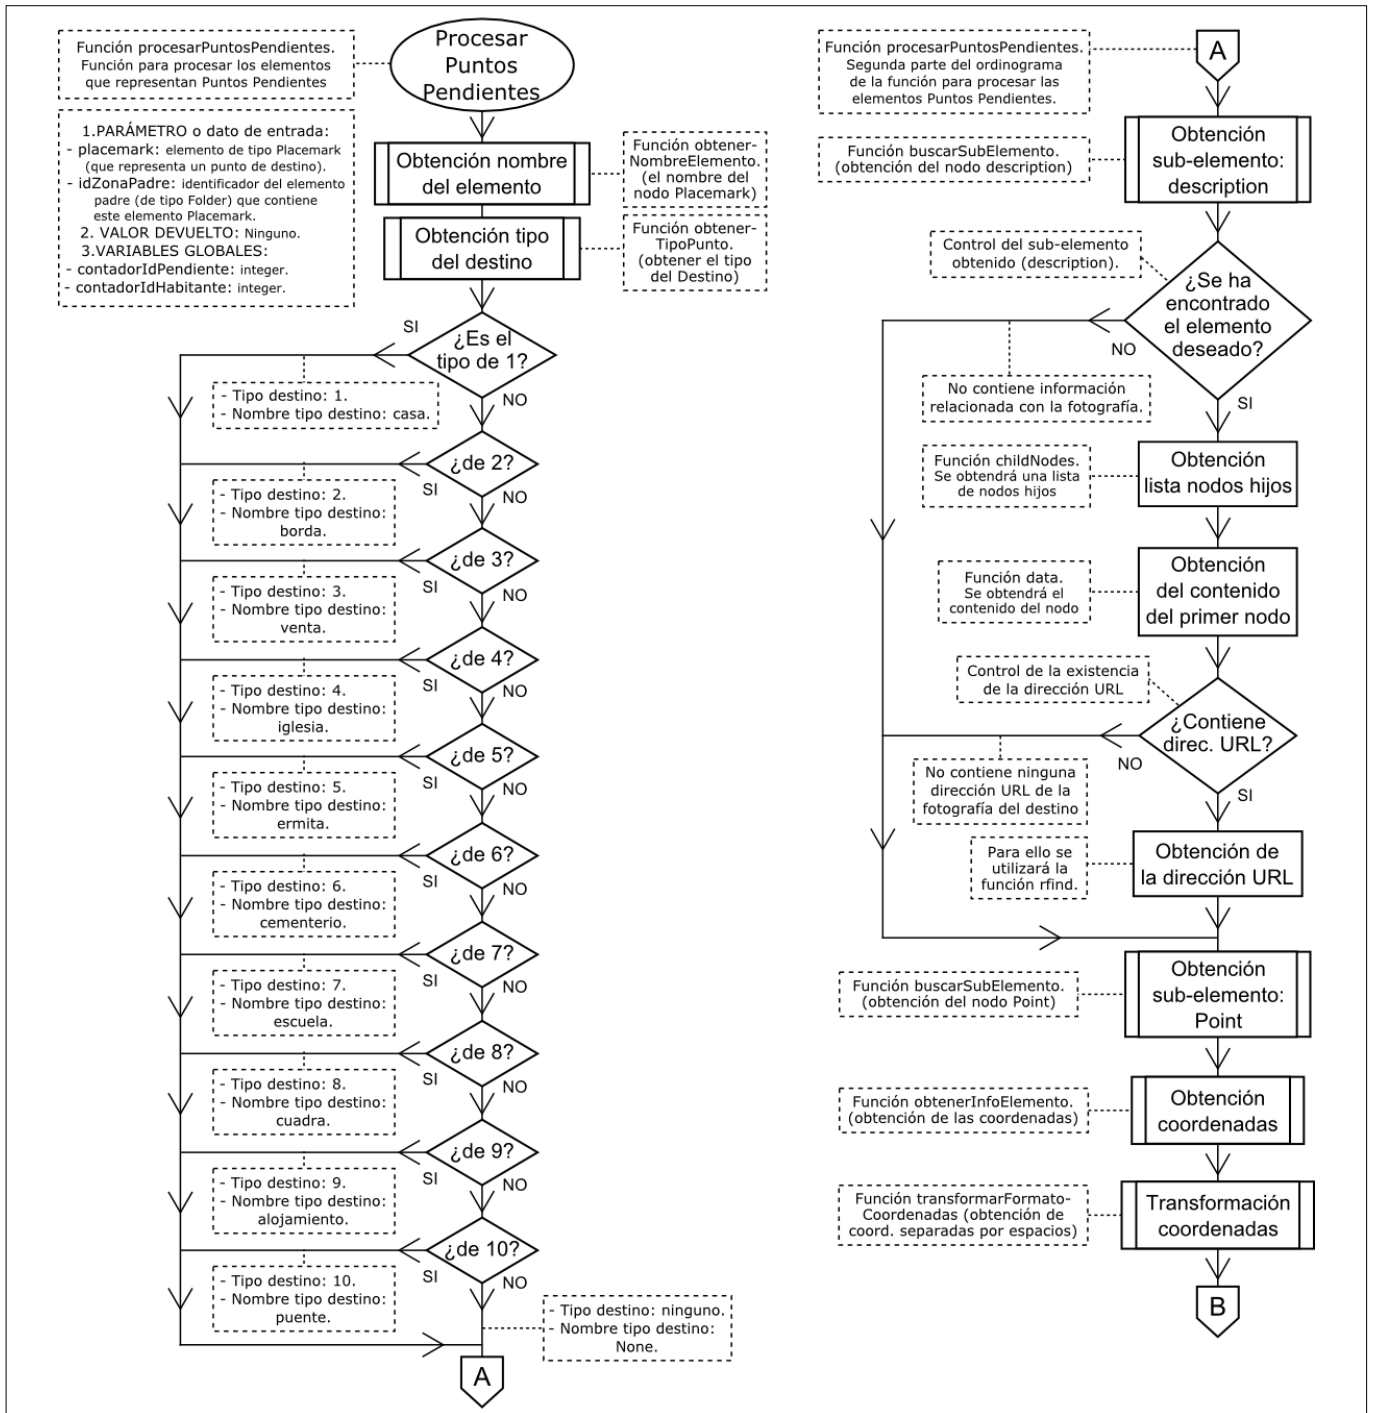 Función procesarPuntosPendientes.
Función para procesar los elementos
que representan Puntos Pendientes
Procesar
Puntos
Pendientes
1.PARÁMETRO o dato de entrada:
- placemark: elemento de tipo Placemark
(que representa un punto de destino).
- idZonaPadre: identificador del elemento
padre (de tipo Folder) que contiene
este elemento Placemark.
2. VALOR DEVUELTO: Ninguno.
3.VARIABLES GLOBALES:
- contadorIdPendiente: integer.
- contadorIdHabitante: integer.
Obtención nombre
del elemento
Función obtener-
NombreElemento.
(el nombre del
nodo Placemark)
Obtención tipo
del destino
Función obtener-
TipoPunto.
(obtener el tipo
del Destino)
¿Es el
tipo de 1?
SI
NO
- Tipo destino: 1.
- Nombre tipo destino: casa.
¿de 2?
SI
NO
- Tipo destino: 2.
- Nombre tipo destino:
borda.
¿de 3?
SI
NO
- Tipo destino: 3.
- Nombre tipo destino:
venta.
¿de 4?
SI
NO
- Tipo destino: 4.
- Nombre tipo destino:
iglesia.
¿de 5?
SI
NO
- Tipo destino: 5.
- Nombre tipo destino:
ermita.
¿de 6?
SI
NO
- Tipo destino: 6.
- Nombre tipo destino:
cementerio.
¿de 7?
SI
NO
- Tipo destino: 7.
- Nombre tipo destino:
escuela.
¿de 8?
SI
NO
- Tipo destino: 8.
- Nombre tipo destino:
cuadra.
¿de 9?
SI
NO
- Tipo destino: 9.
- Nombre tipo destino:
alojamiento.
¿de 10?
SI
NO
- Tipo destino: 10.
- Nombre tipo destino:
puente.
- Tipo destino: ninguno.
- Nombre tipo destino:
None.
A
Función procesarPuntosPendientes.
Segunda parte del ordinograma
de la función para procesar las
elementos Puntos Pendientes.
A
Función buscarSubElemento.
(obtención del nodo description)
Obtención
sub-elemento:
description
Control del sub-elemento
obtenido (description).
¿Se ha
encontrado
el elemento
deseado?
NO
SI
No contiene información
relacionada con la fotografía.
Función childNodes.
Se obtendrá una lista
de nodos hijos
Obtención
lista nodos hijos
Función data.
Se obtendrá el
contenido del nodo
Obtención
del contenido
del primer nodo
Control de la existencia
de la dirección URL
¿Contiene
direc. URL?
NO
SI
No contiene ninguna
dirección URL de la
fotografía del destino
Para ello se
utilizará la
función rfind.
Obtención de
la dirección URL
Función buscarSubElemento.
(obtención del nodo Point)
Obtención
sub-elemento:
Point
Función obtenerInfoElemento.
(obtención de las coordenadas)
Obtención
coordenadas
Función transformarFormato-
Coordenadas (obtención de
coord. separadas por espacios)
Transformación
coordenadas
B